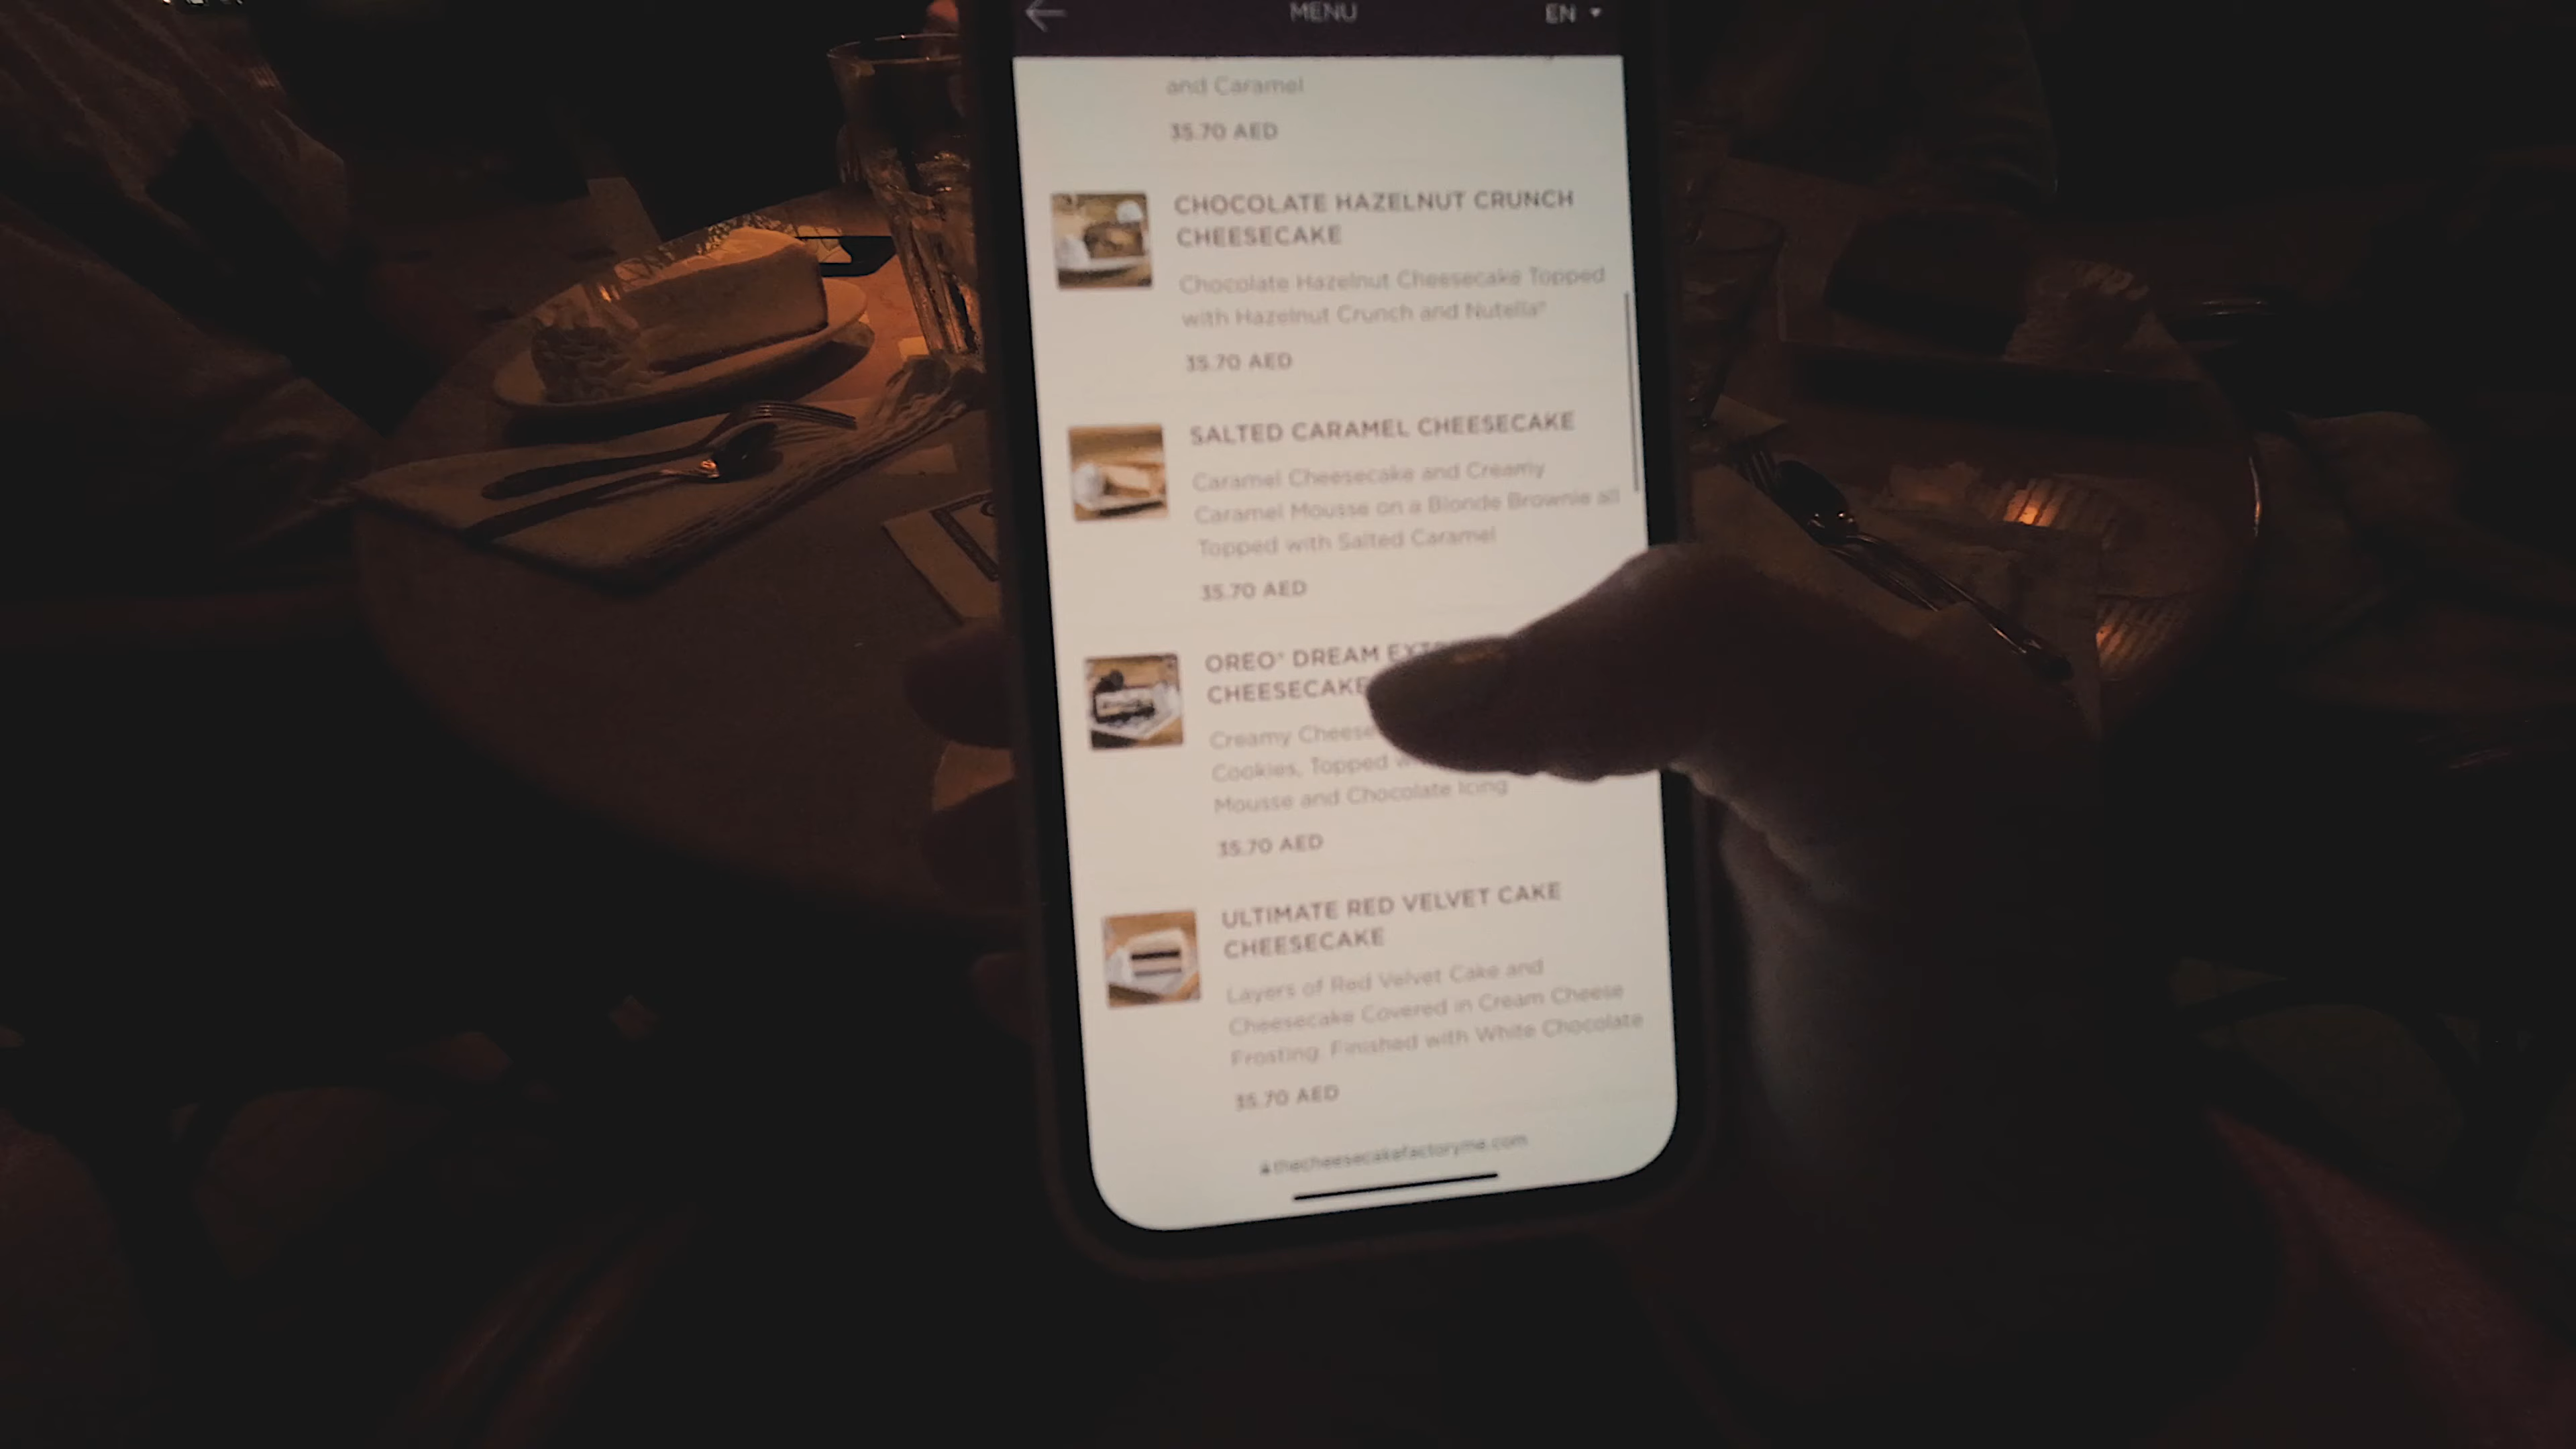 MENU
EN
and Caramel
35.70 AED
CHOCOLATE HAZELNUT CRUNCH
CHEESECAKE
Chocolate Hazelnut Cheesecake Topped
with Hazelnut Crunch and Nutella®
35.70 AED
SALTED CARAMEL CHEESECAKE
Caramel Cheesecake and Creamy
Caramel Mousse on a Blonde Brownie all
Topped with Salted Caramel
35.70 AED
OREO® DREAM
CHEESECAKE
Creamy Cheese
Cookies, Topped
Mousse and Chocolate Icing
35.70 AED
ULTIMATE RED VELVET CAKE
CHEESECAKE
Layers of Red Velvet Cake and
Cheesecake Covered in Cream Cheese
Frosting. Finished with White Chocolate
35.70 AED
thecheesecakefactoryme.com